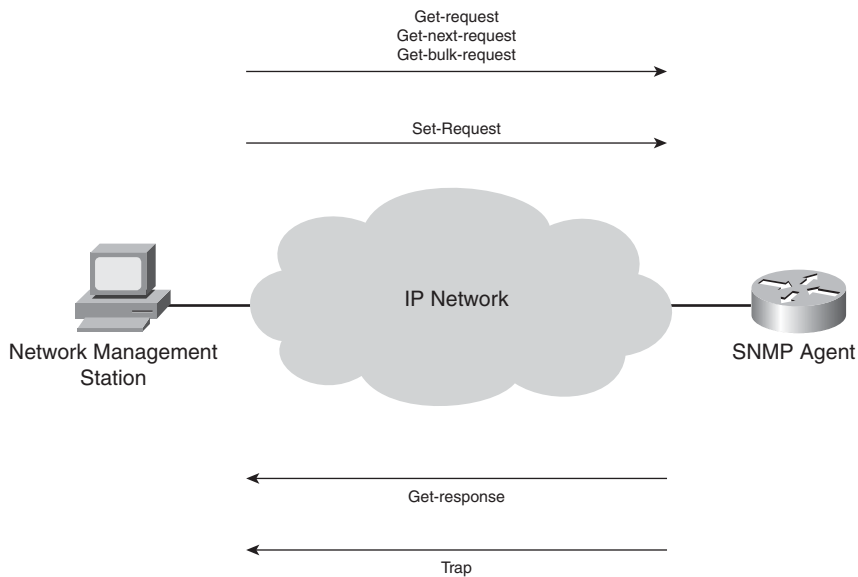 Get-request
Get-next-request
Get-bulk-request
Set-Request
IP Network
Network Management
Station
SNMP Agent
Get-response
Trap